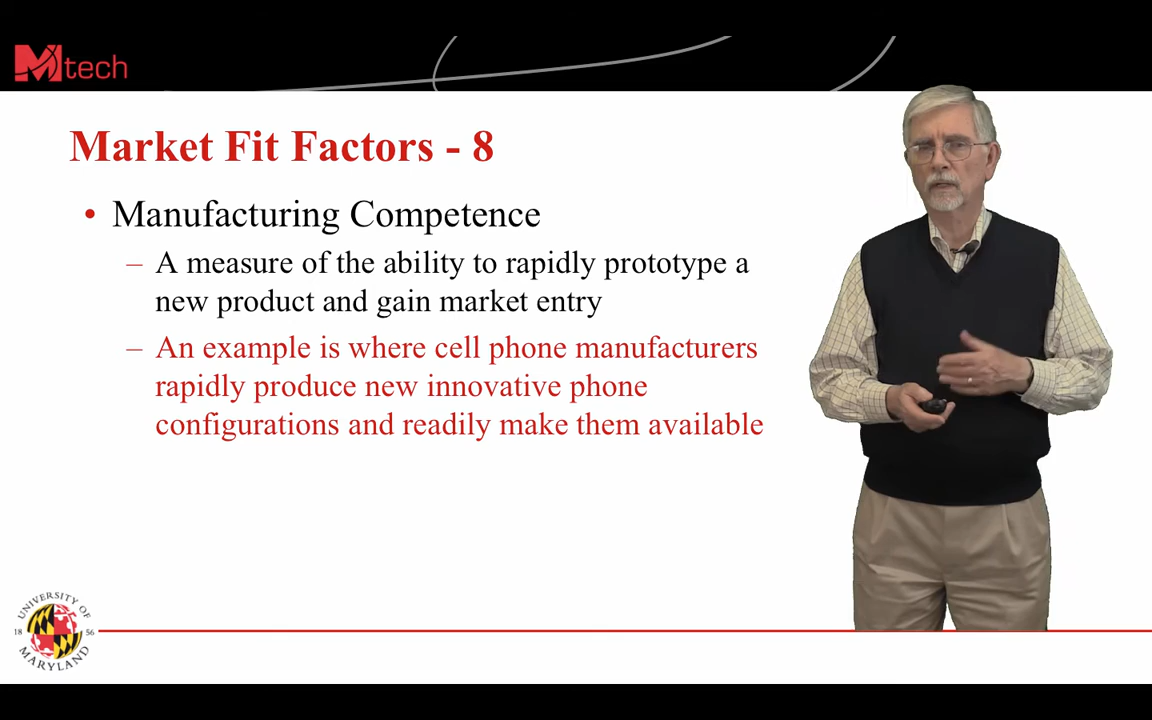 Mtech
Market Fit Factors - 8
• Manufacturing Competence
– A measure of the ability to rapidly prototype a
new product and gain market entry
– An example is where cell phone manufacturers
rapidly produce new innovative phone
configurations and readily make them available
UNIVERSITY OF
18 56
MARYLAND